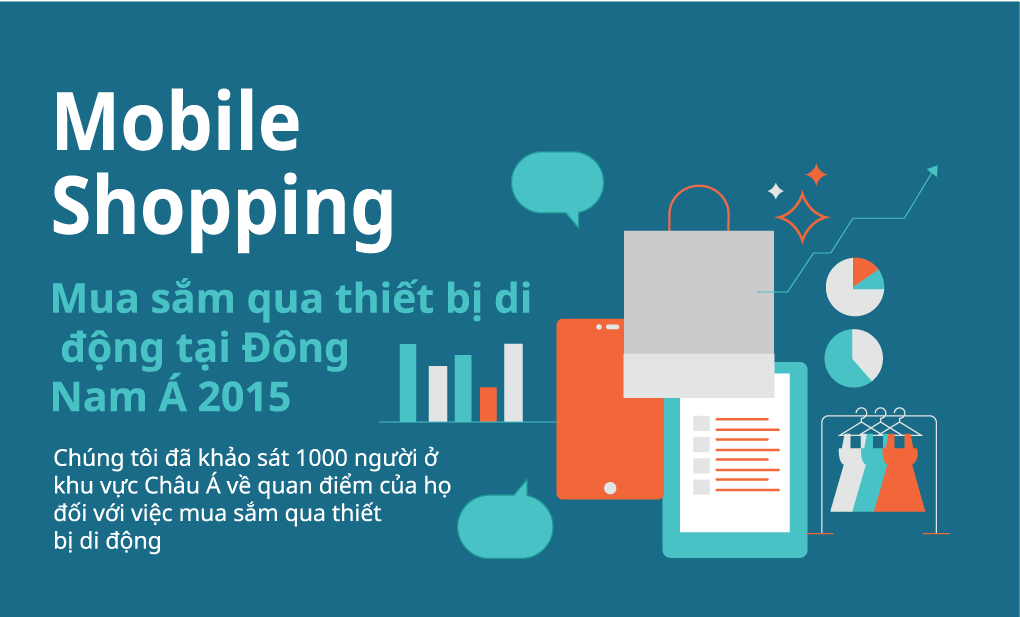 Mobile
Shopping
Mua sắm qua thiết bị di
động tại Đông
Nam Á 2015
Chúng tôi đã khảo sát 1000 người ở
khu vực Châu Á về quan điểm của họ
đối với việc mua sắm qua thiết
bị di động